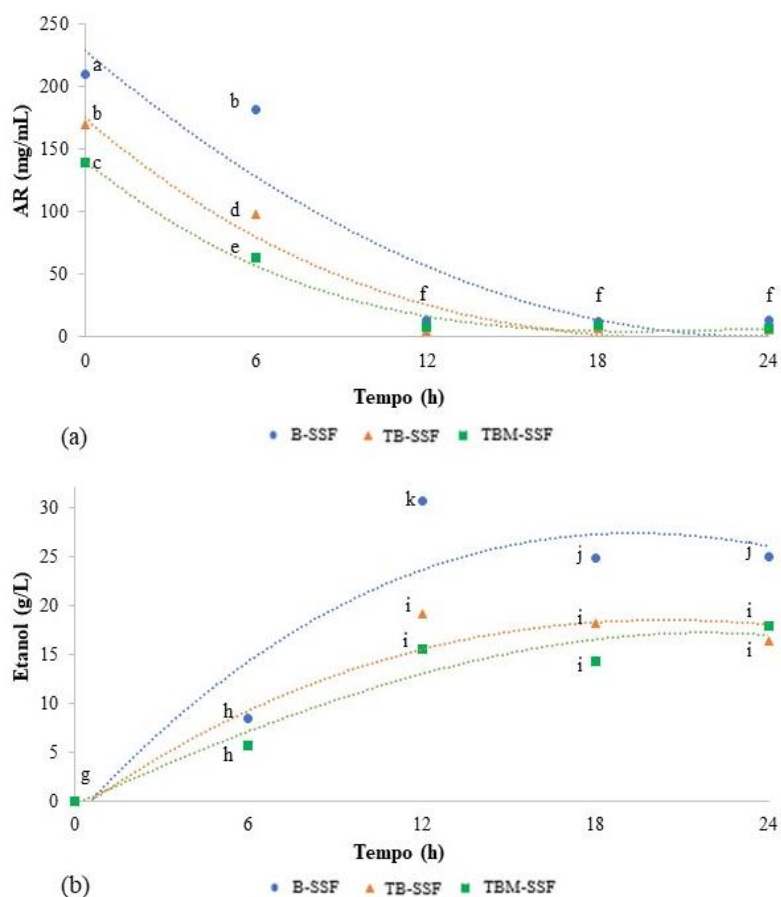 250
200
150
100
50
0
AR (mg/mL)
a
b
b
c
d
e
f
f
f
0 6 12 18 24
Tempo (h)
(a)
B-SSF TB-SSF TBM-SSF
30
25
20
15
10
5
0
Etanol (g/L)
k
j
j
i
i
i
i
i
i
h
h
g
0 6 12 18 24
Tempo (h)
(b)
B-SSF TB-SSF TBM-SSF